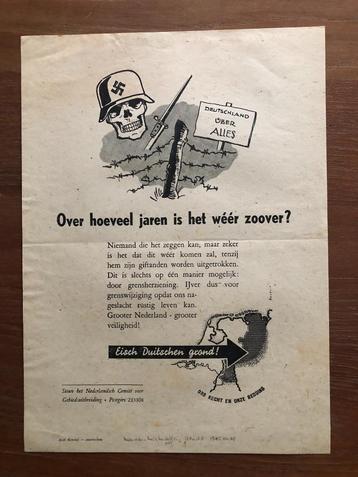 DEUTSCHLAND
ÜBER
ALLES
Over hoeveel jaren is het wéér zoover?
Niemand die het zeggen kan, maar zeker
is het dat dit wéér komen zal, tenzij
hem zijn giftanden worden uitgetrokken.
Dit is slechts op één manier mogelijk:
door grensherziening. IJver dus voor
grenswijziging opdat ons na-
geslacht rustig leven kan.
Grooter Nederland - grooter
veiligheid!
Eisch Duitschen grond!
ONS RECHT EN ONZE REDDING
Steun het Nederlandsch Comité voor
Gebiedsuitbreiding • Postgiro 223306